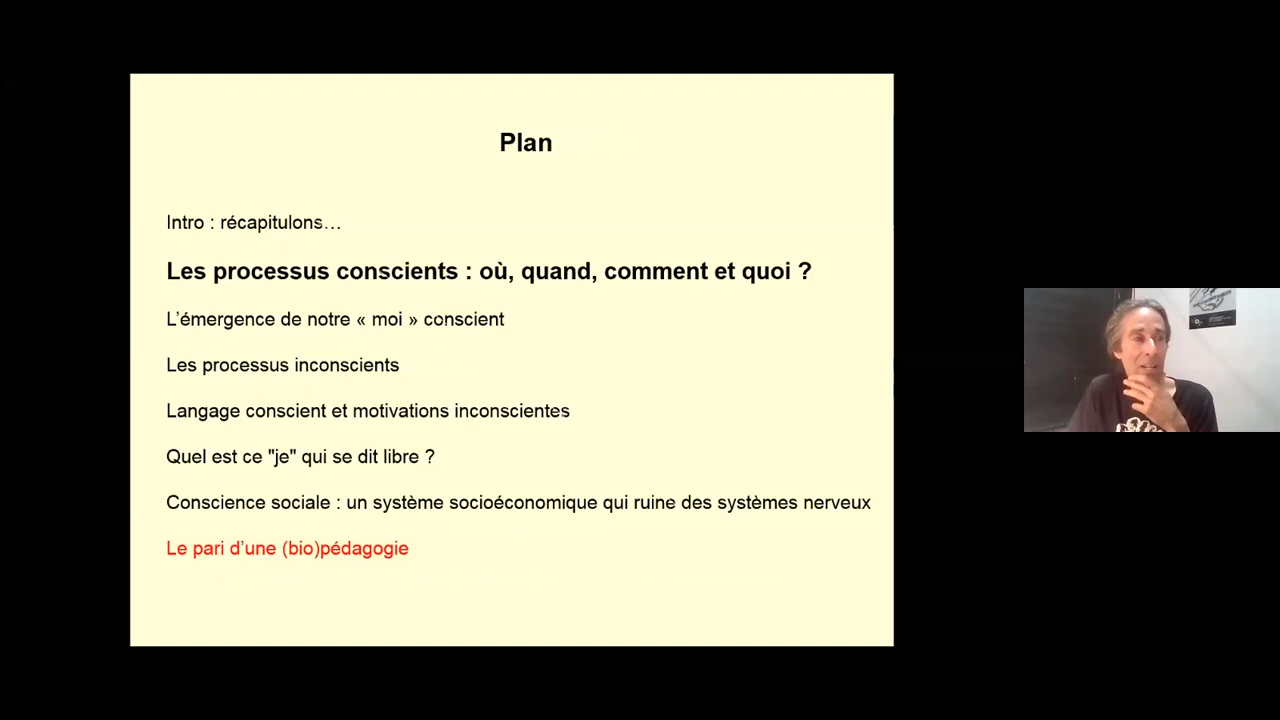 Plan
Intro : récapitulons…
Les processus conscients : où, quand, comment et quoi ?
L’émergence de notre « moi » conscient
Les processus inconscients
Langage conscient et motivations inconscientes
Quel est ce "je" qui se dit libre ?
Conscience sociale : un système socioéconomique qui ruine des systèmes nerveux
Le pari d’une (bio)pédagogie